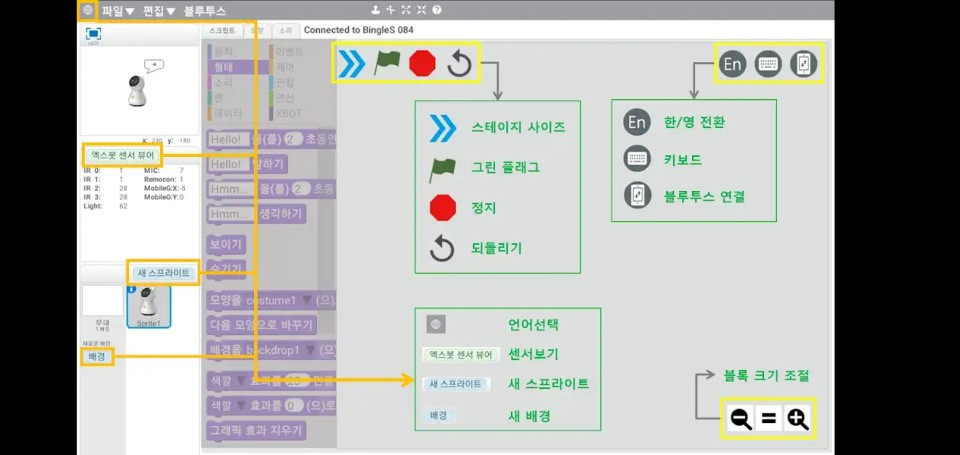 파일▼ 편집▼ 블루투스
스크립트 모양 소리 Connected to BingleS 084
동작 이벤트
형태 제어
소리 관찰
펜 연산
데이터 XBOT
x: 240 y: -180
엑스봇 센서 뷰어
IR 0: 1 MIC: 7
IR 1: 1 Remocon: 1
IR 2: 28 MobileG:X:-5
IR 3: 28 MobileG:Y:0
Light: 62
Hello! 을(를) 2 초동안
Hello! 말하기
Hmm... 을(를) 2 초동
Hmm... 생각하기
보이기
숨기기
모양을 costume1 ▼ (으)
다음 모양으로 바꾸기
배경을 backdrop1 ▼ (으)
색깔 ▼ 효과를 25 만큼
색깔 ▼ 효과를 0 (으)로
그래픽 효과 지우기
새 스프라이트
무대
1 배경
Sprite1
새로운 배경
배경
스테이지 사이즈
그린 플래그
정지
되돌리기
En
En 한/영 전환
키보드
블루투스 연결
언어선택
엑스봇 센서 뷰어 센서보기
새 스프라이트 새 스프라이트
배경 새 배경
블록 크기 조절